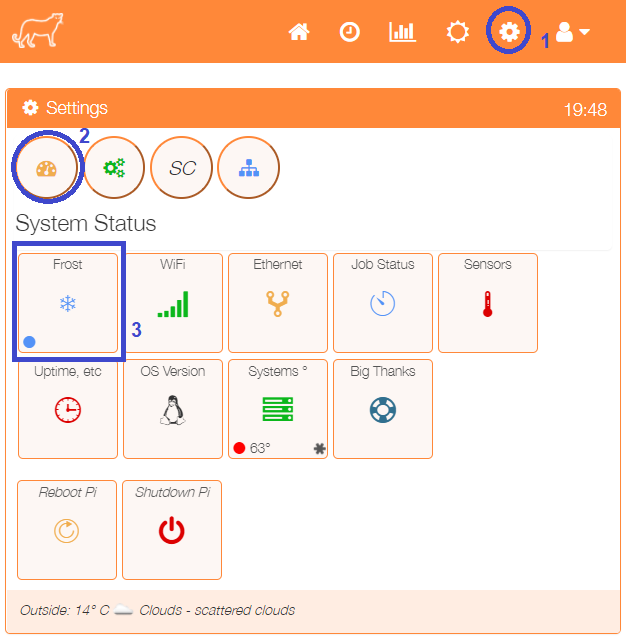 1
Settings
19:48
2
SC
System Status
Frost
WiFi
Ethernet
Job Status
Sensors
3
Uptime, etc
OS Version
Systems °
Big Thanks
63°
Reboot Pi
Shutdown Pi
Outside: 14° C Clouds - scattered clouds